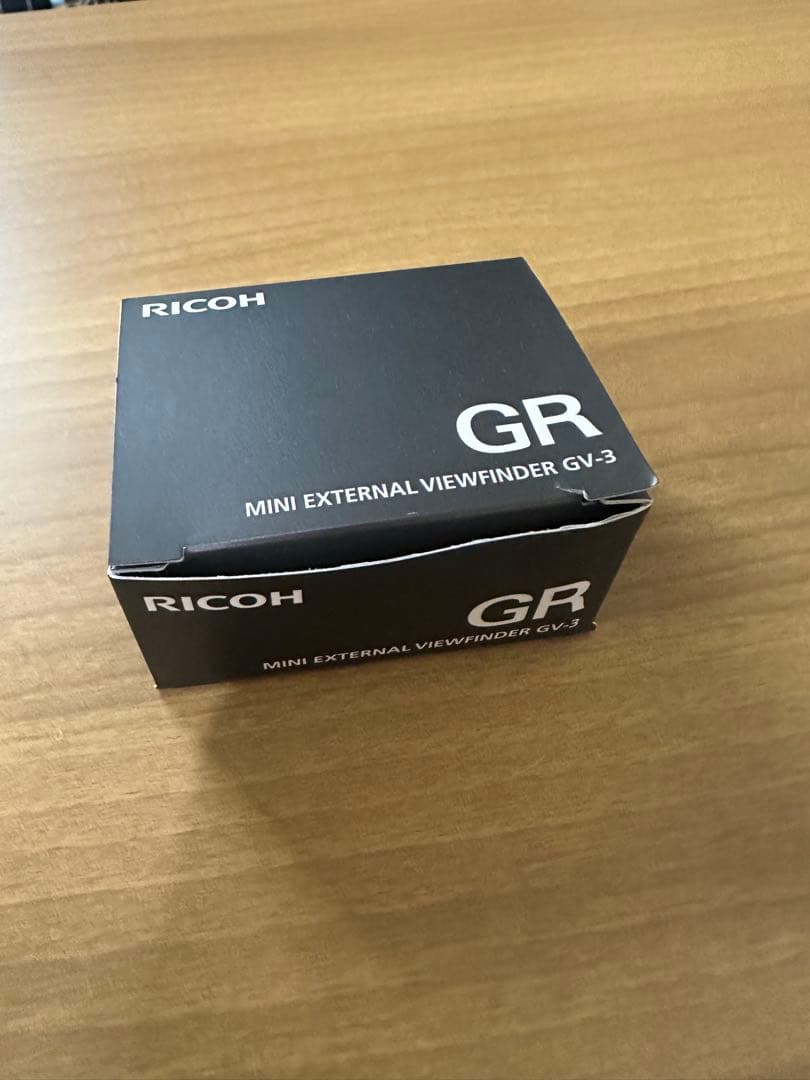 RICOH
GR
MINI EXTERNAL VIEWFINDER GV-3
RICOH
GR
MINI EXTERNAL VIEWFINDER GV-3